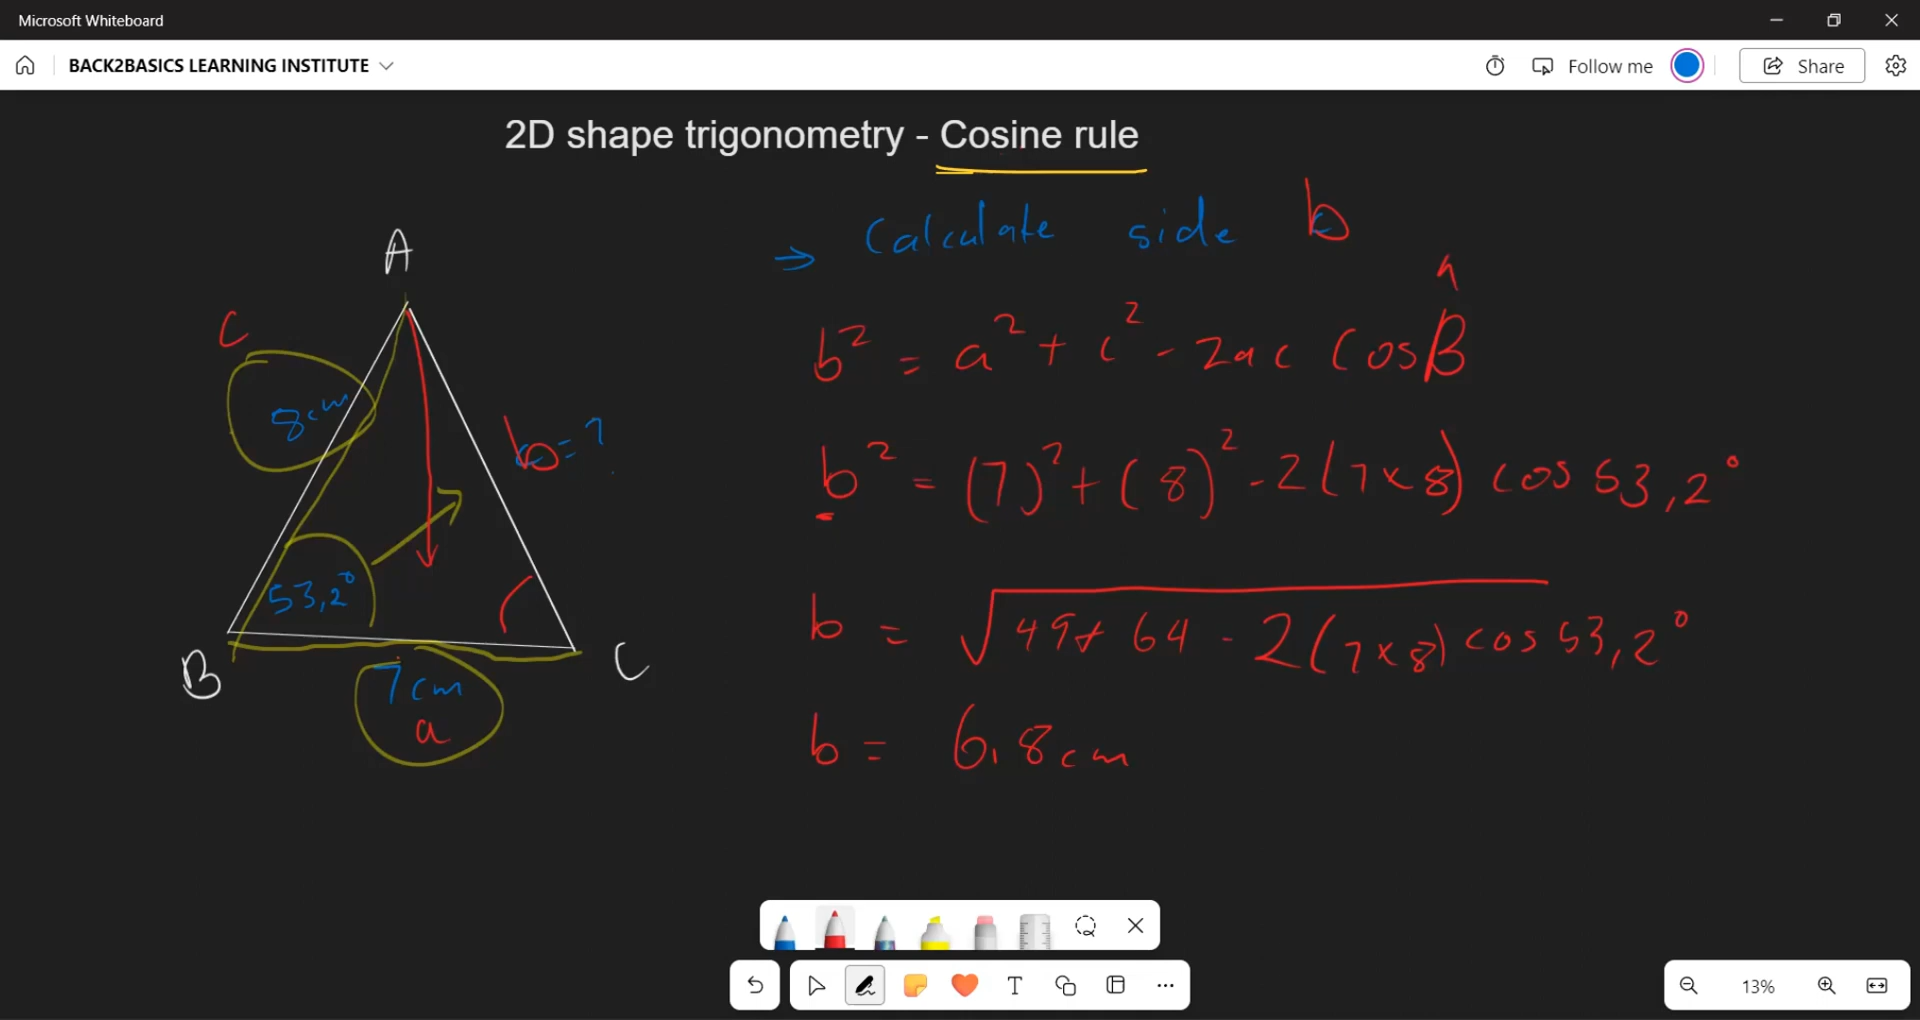 Microsoft Whiteboard
BACK2BASICS LEARNING INSTITUTE
Follow me
Share
2D shape trigonometry - Cosine rule
⇒ Calculate side b
A
c
8cm
b = ?
53,2°
B
C
7cm
a
b² = a² + c² - 2ac cos B̂
b² = (7)² + (8)² - 2(7×8) cos 53,2°
b = √49 + 64 - 2(7×8) cos 53,2°
b = 6,8cm
13%